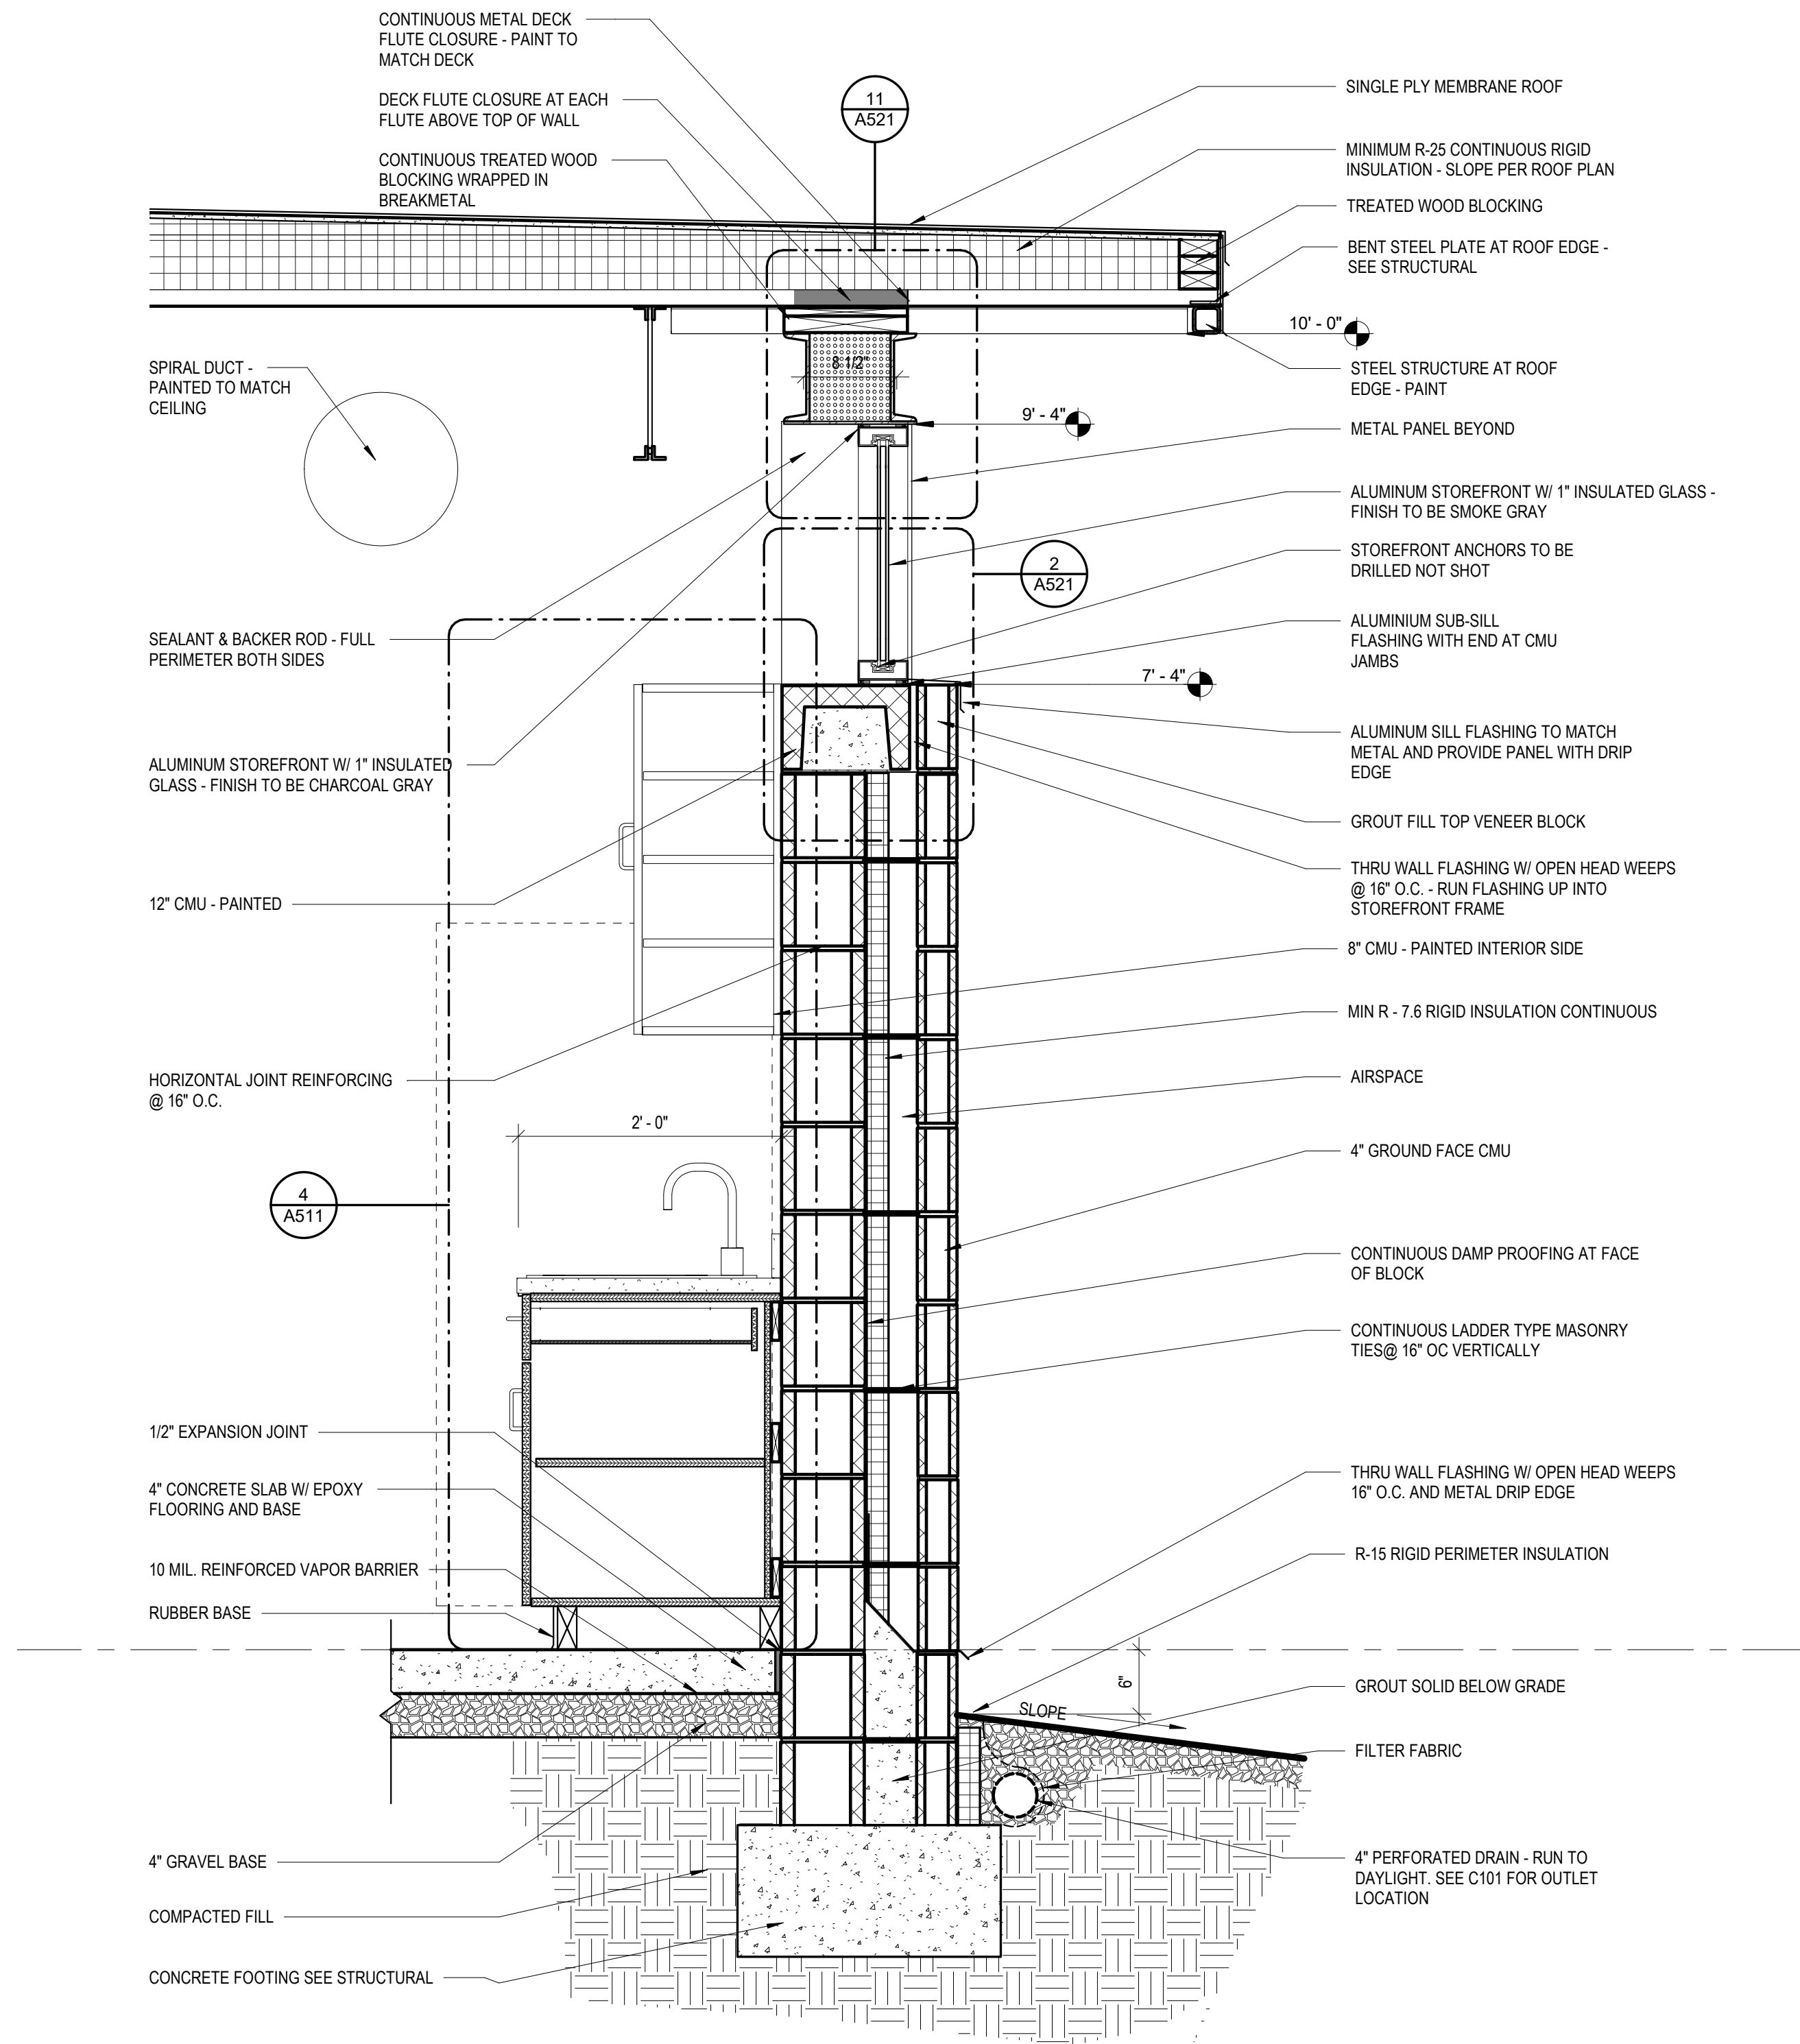 CONTINUOUS METAL DECK
FLUTE CLOSURE - PAINT TO
MATCH DECK
DECK FLUTE CLOSURE AT EACH
FLUTE ABOVE TOP OF WALL
CONTINUOUS TREATED WOOD
BLOCKING WRAPPED IN
BREAKMETAL
11
A521
SINGLE PLY MEMBRANE ROOF
MINIMUM R-25 CONTINUOUS RIGID
INSULATION - SLOPE PER ROOF PLAN
TREATED WOOD BLOCKING
BENT STEEL PLATE AT ROOF EDGE -
SEE STRUCTURAL
10' - 0"
STEEL STRUCTURE AT ROOF
EDGE - PAINT
SPIRAL DUCT -
PAINTED TO MATCH
CEILING
8 1/2"
9' - 4"
METAL PANEL BEYOND
ALUMINUM STOREFRONT W/ 1" INSULATED GLASS -
FINISH TO BE SMOKE GRAY
STOREFRONT ANCHORS TO BE
DRILLED NOT SHOT
2
A521
ALUMINIUM SUB-SILL
FLASHING WITH END AT CMU
JAMBS
SEALANT & BACKER ROD - FULL
PERIMETER BOTH SIDES
7' - 4"
ALUMINUM SILL FLASHING TO MATCH
METAL AND PROVIDE PANEL WITH DRIP
EDGE
ALUMINUM STOREFRONT W/ 1" INSULATED
GLASS - FINISH TO BE CHARCOAL GRAY
GROUT FILL TOP VENEER BLOCK
THRU WALL FLASHING W/ OPEN HEAD WEEPS
@ 16" O.C. - RUN FLASHING UP INTO
STOREFRONT FRAME
12" CMU - PAINTED
8" CMU - PAINTED INTERIOR SIDE
MIN R - 7.6 RIGID INSULATION CONTINUOUS
HORIZONTAL JOINT REINFORCING
@ 16" O.C.
AIRSPACE
2' - 0"
4" GROUND FACE CMU
4
A511
CONTINUOUS DAMP PROOFING AT FACE
OF BLOCK
CONTINUOUS LADDER TYPE MASONRY
TIES@ 16" OC VERTICALLY
1/2" EXPANSION JOINT
4" CONCRETE SLAB W/ EPOXY
FLOORING AND BASE
THRU WALL FLASHING W/ OPEN HEAD WEEPS
16" O.C. AND METAL DRIP EDGE
10 MIL. REINFORCED VAPOR BARRIER
R-15 RIGID PERIMETER INSULATION
RUBBER BASE
6"
SLOPE
GROUT SOLID BELOW GRADE
FILTER FABRIC
4" GRAVEL BASE
4" PERFORATED DRAIN - RUN TO
DAYLIGHT. SEE C101 FOR OUTLET
LOCATION
COMPACTED FILL
CONCRETE FOOTING SEE STRUCTURAL